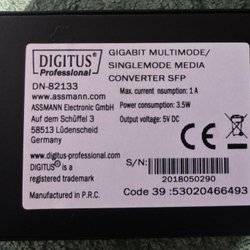 DIGITUS®
Professional
DN-82133
www.assmann.com
ASSMANN Electronic GmbH
Auf dem Schüffel 3
58513 Lüdenscheid
Germany
www.digitus-professional.com
DIGITUS® is a
registered trademark
Manufactured in P.R.C.
GIGABIT MULTIMODE/
SINGLEMODE MEDIA
CONVERTER SFP
Max. current nsumption: 1 A
Power consumption: 3.5W
Output voltage: 5V DC
CE
S/N:
2018050290
Code 39 :53020466493